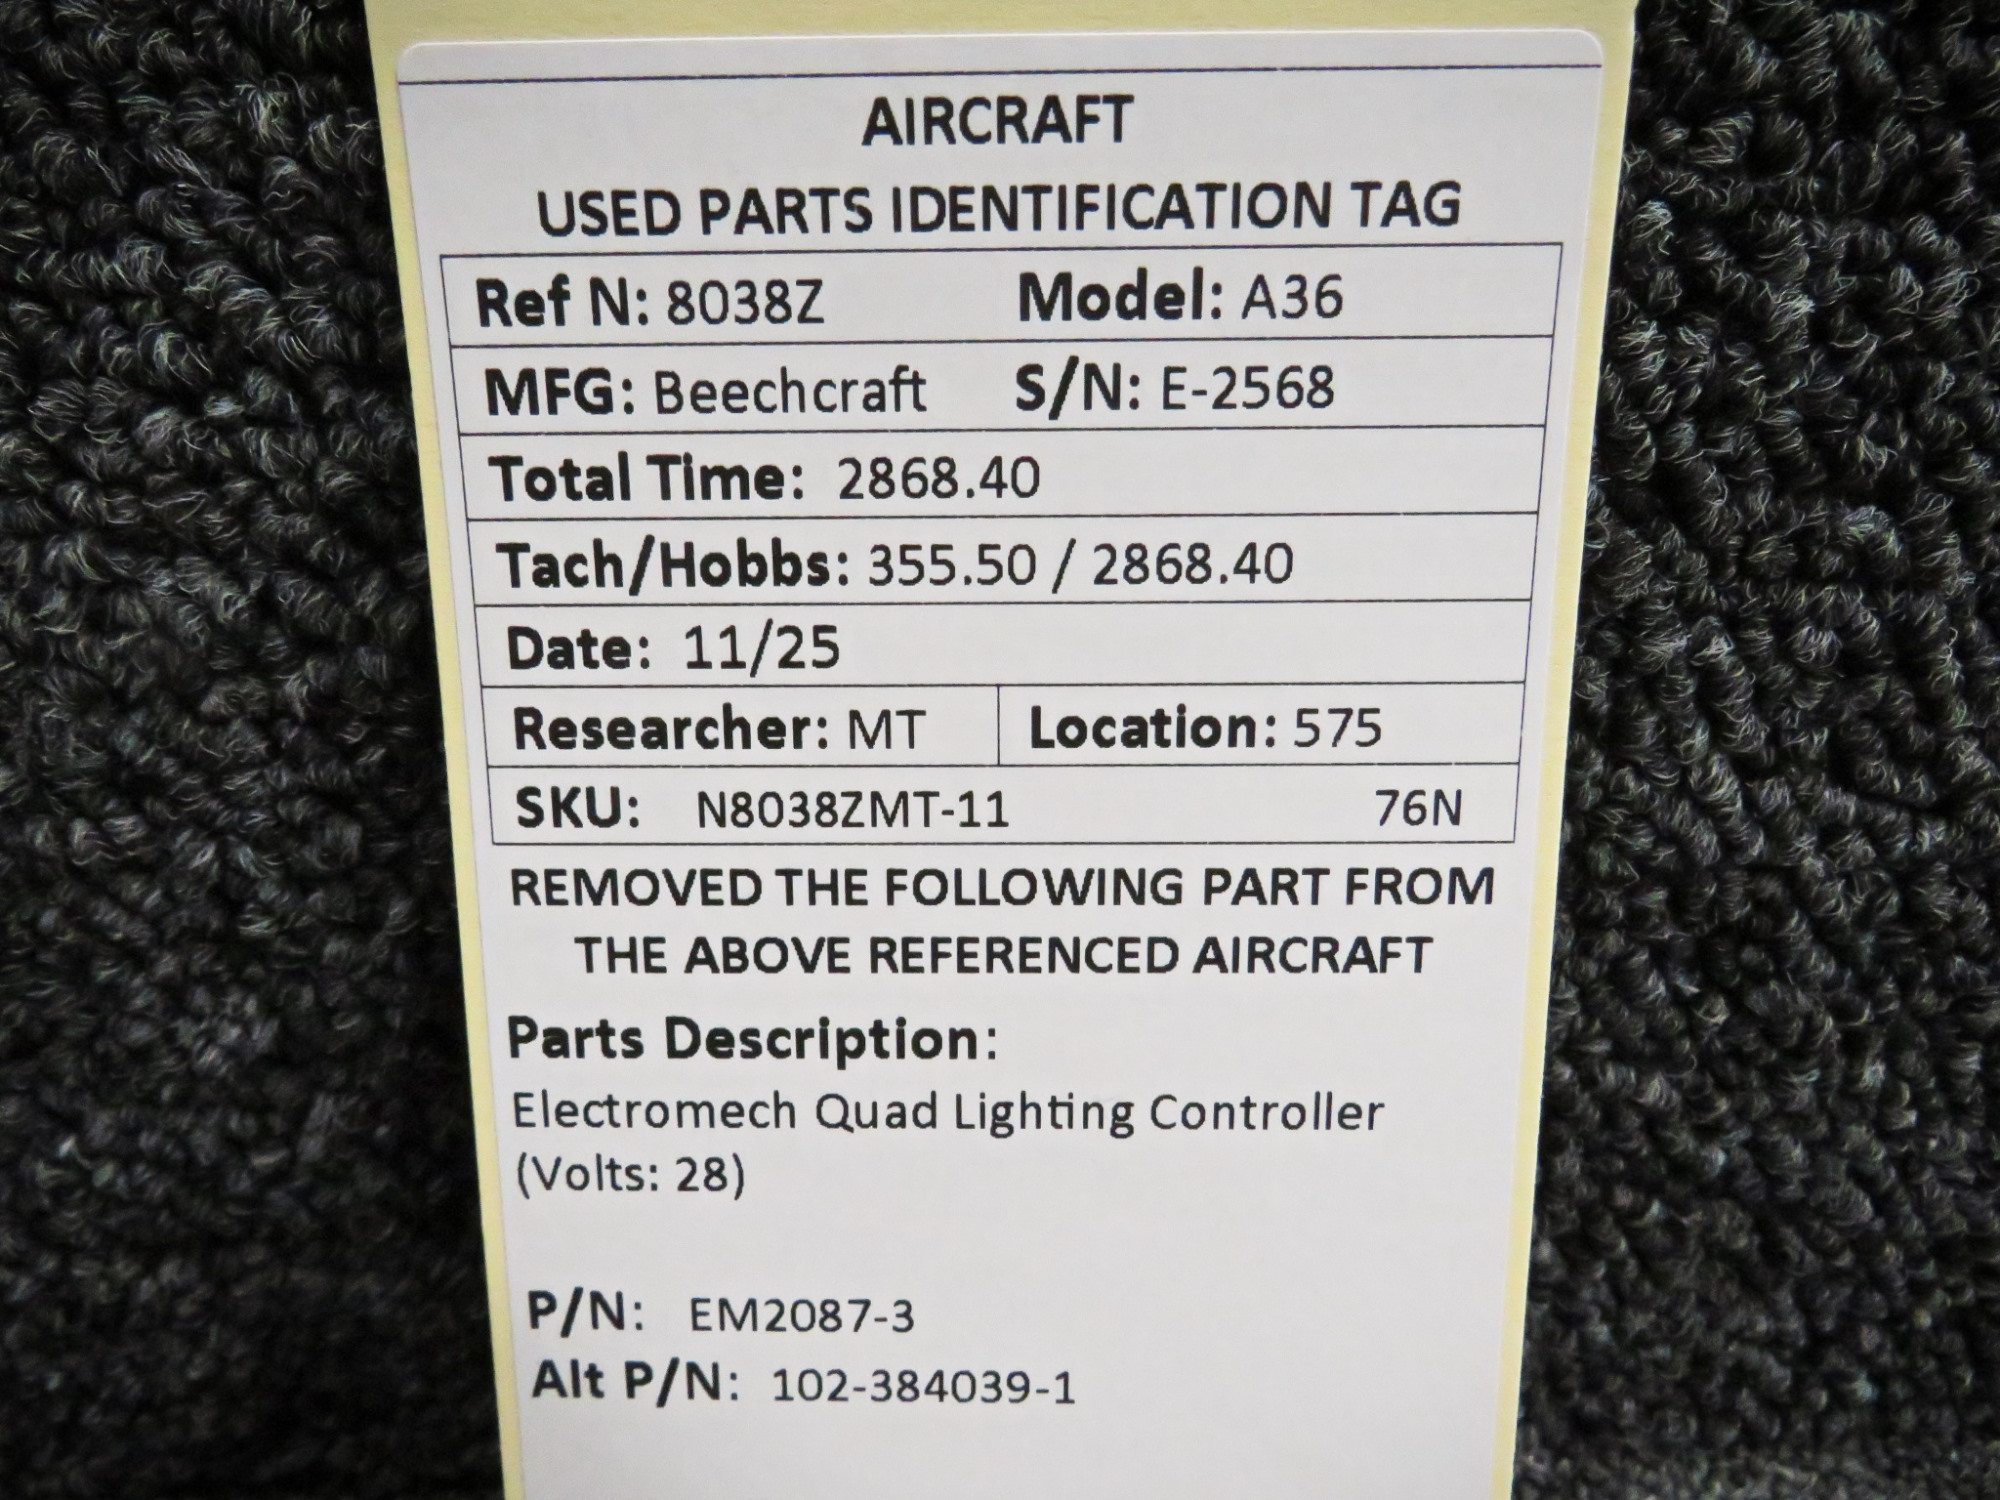 AIRCRAFT
USED PARTS IDENTIFICATION TAG
Ref N: 8038Z Model: A36
MFG: Beechcraft S/N: E-2568
Total Time: 2868.40
Tach/Hobbs: 355.50 / 2868.40
Date: 11/25
Researcher: MT Location: 575
SKU: N8038ZMT-11 76N
REMOVED THE FOLLOWING PART FROM
THE ABOVE REFERENCED AIRCRAFT
Parts Description:
Electromech Quad Lighting Controller
(Volts: 28)
P/N: EM2087-3
Alt P/N: 102-384039-1